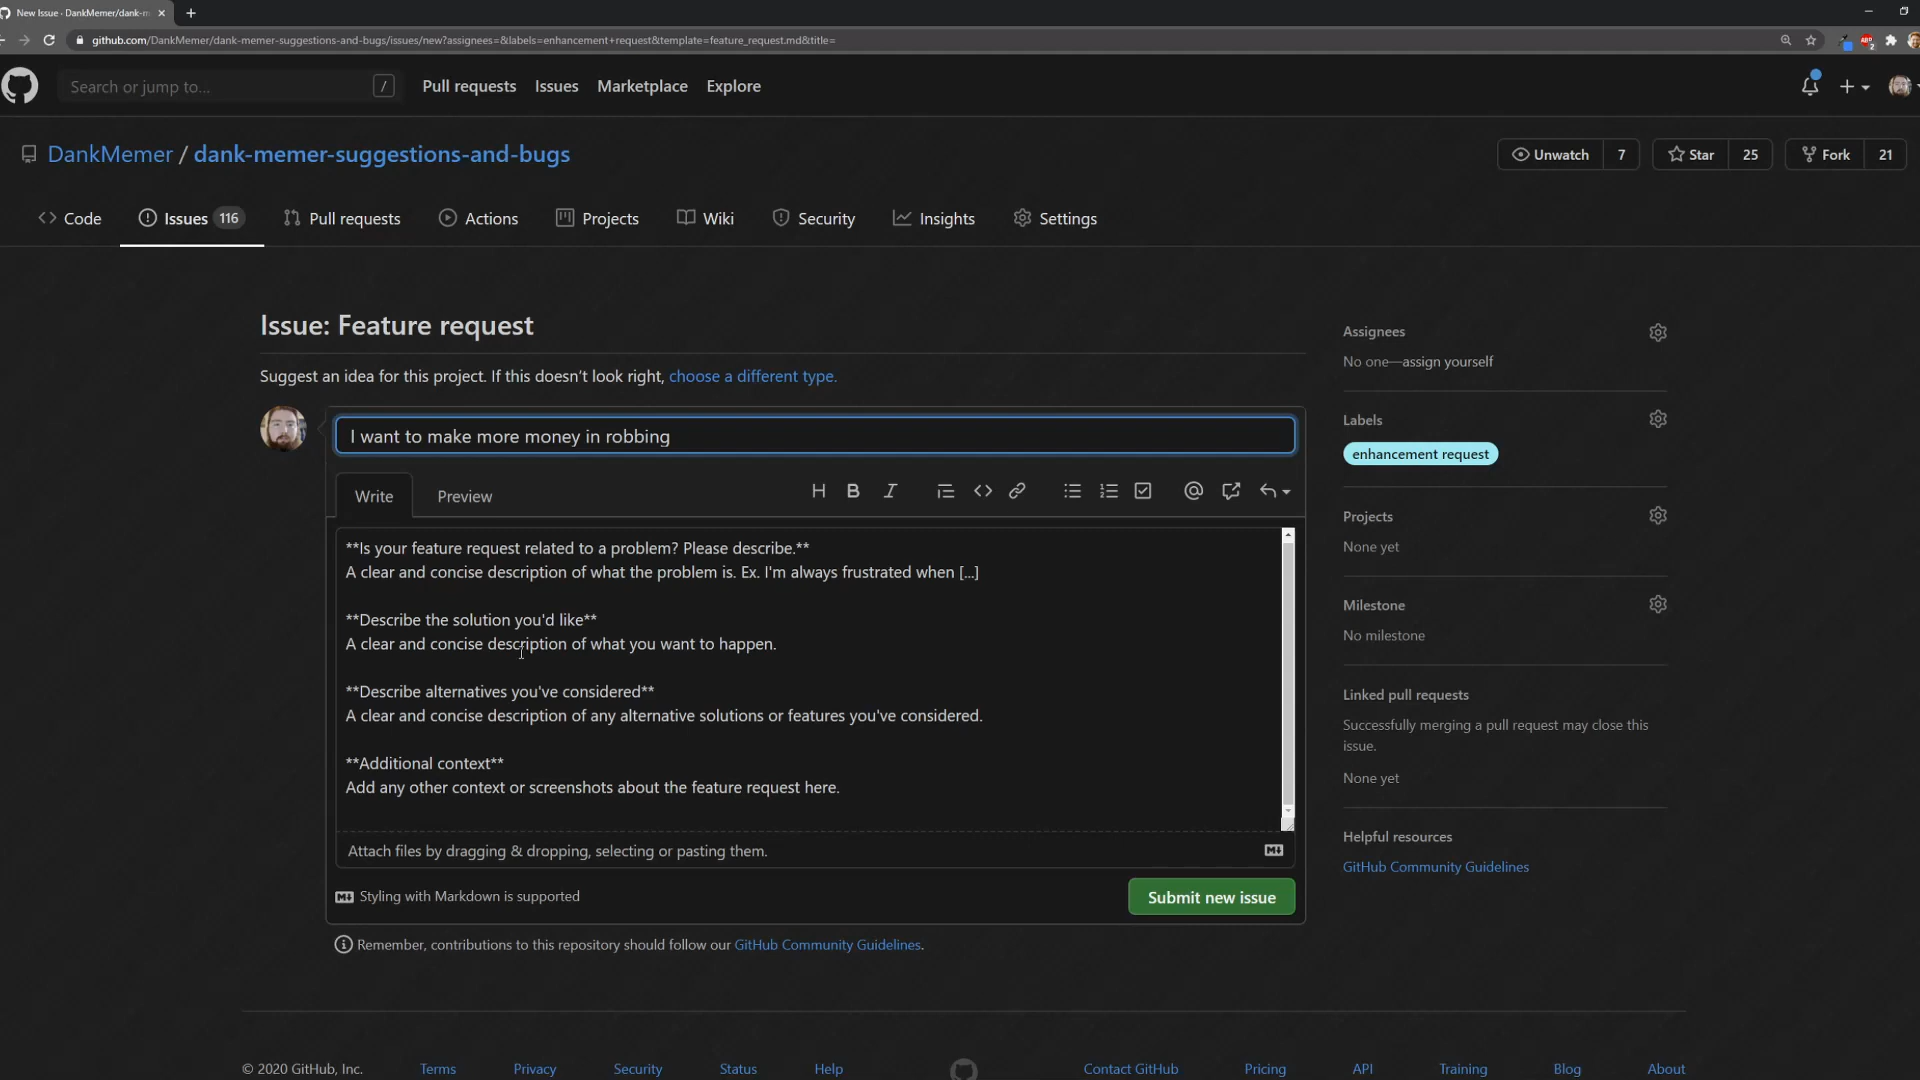 New Issue · DankMemer/dank-m
github.com/DankMemer/dank-memer-suggestions-and-bugs/issues/new?assignees=&labels=enhancement+request&template=feature_request.md&title=
Search or jump to...
/
Pull requests
Issues
Marketplace
Explore
DankMemer / dank-memer-suggestions-and-bugs
Unwatch 7
Star 25
Fork 21
Code
Issues 116
Pull requests
Actions
Projects
Wiki
Security
Insights
Settings
Issue: Feature request
Suggest an idea for this project. If this doesn't look right, choose a different type.
I want to make more money in robbing
Write
Preview
**Is your feature request related to a problem? Please describe.**
A clear and concise description of what the problem is. Ex. I'm always frustrated when [...]
**Describe the solution you'd like**
A clear and concise description of what you want to happen.
**Describe alternatives you've considered**
A clear and concise description of any alternative solutions or features you've considered.
**Additional context**
Add any other context or screenshots about the feature request here.
Attach files by dragging & dropping, selecting or pasting them.
Styling with Markdown is supported
Submit new issue
Remember, contributions to this repository should follow our GitHub Community Guidelines.
Assignees
No one—assign yourself
Labels
enhancement request
Projects
None yet
Milestone
No milestone
Linked pull requests
Successfully merging a pull request may close this
issue.
None yet
Helpful resources
GitHub Community Guidelines
© 2020 GitHub, Inc.
Terms
Privacy
Security
Status
Help
Contact GitHub
Pricing
API
Training
Blog
About